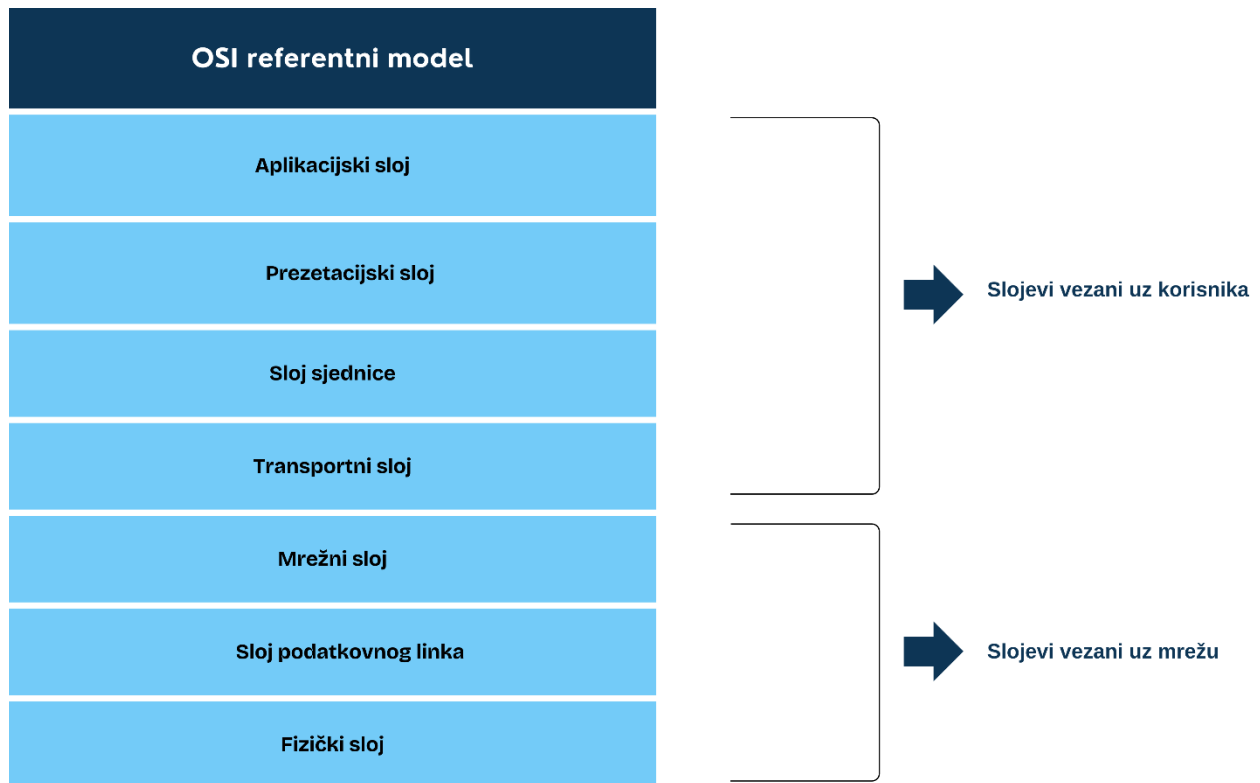 OSI referentni model
Aplikacijski sloj
Prezetacijski sloj
Sloj sjednice
Transportni sloj
Slojevi vezani uz korisnika
Mrežni sloj
Sloj podatkovnog linka
Fizički sloj
Slojevi vezani uz mrežu